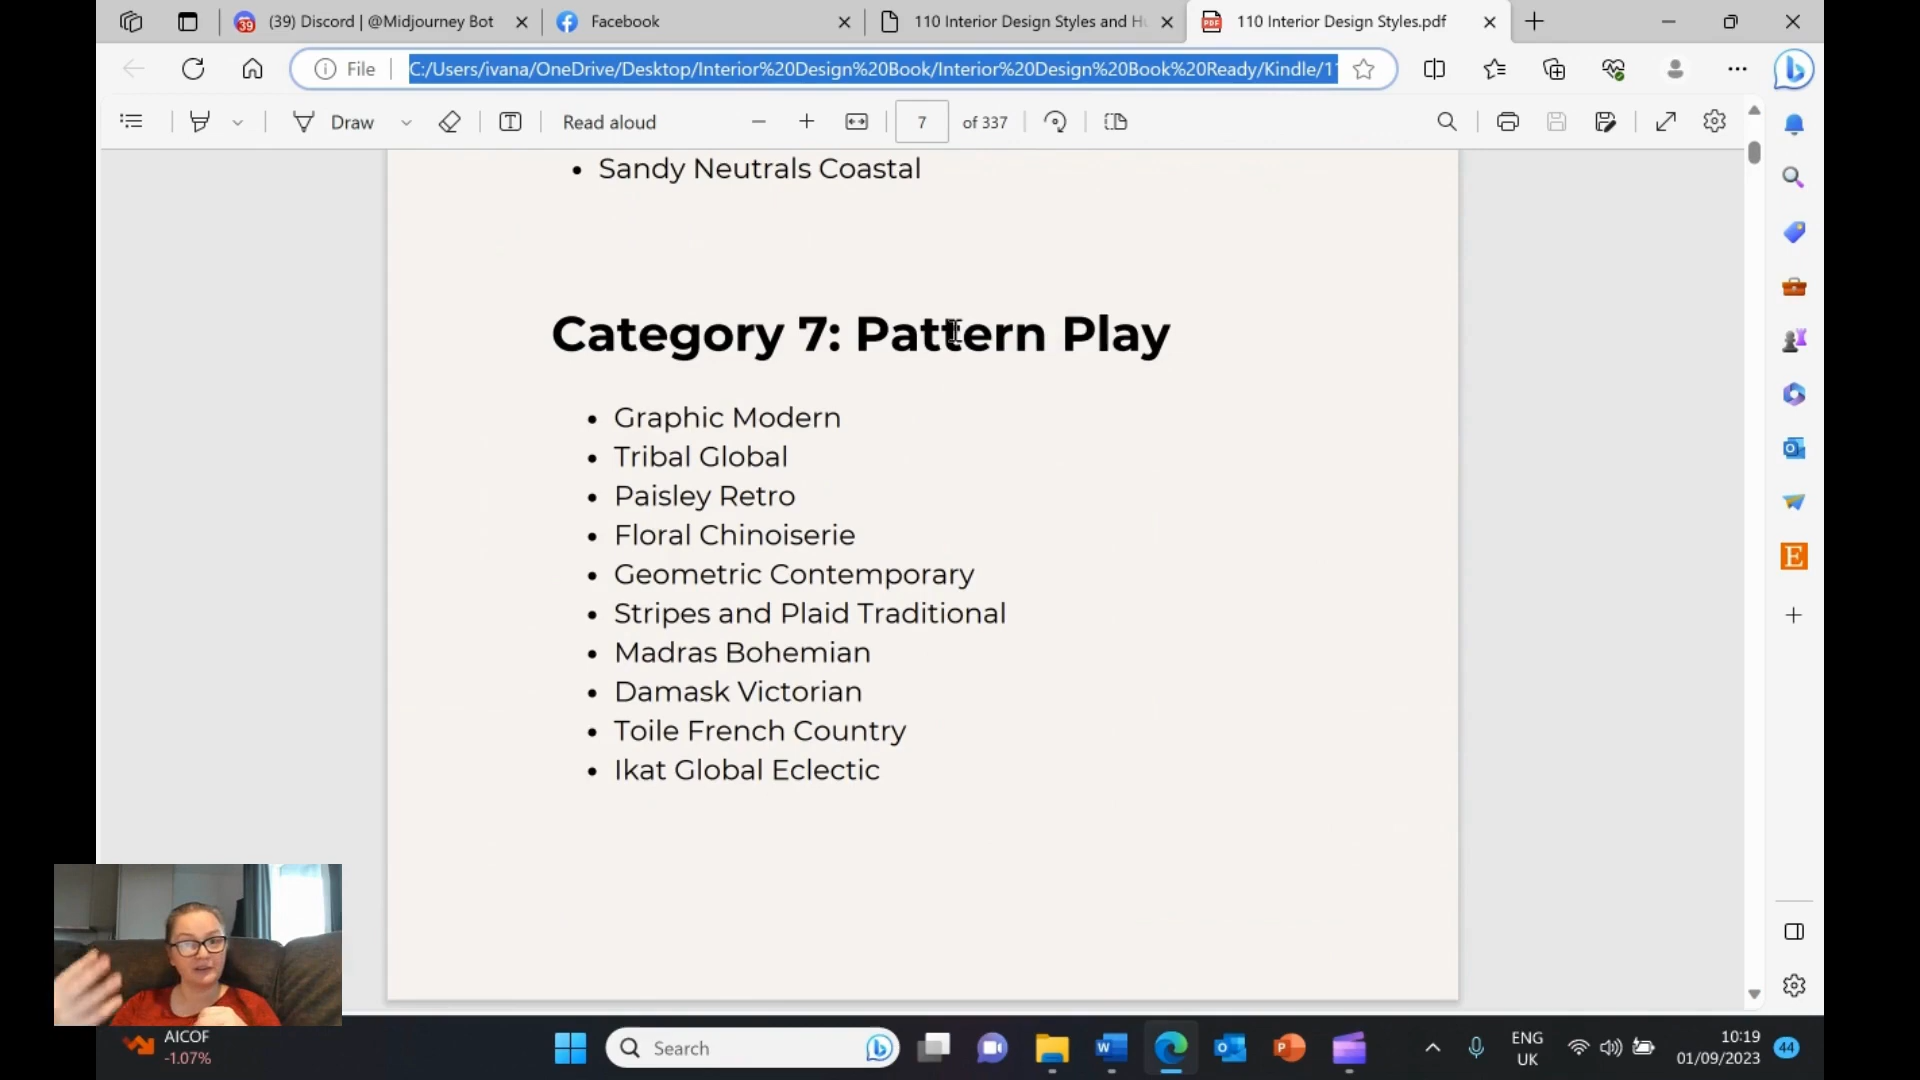 (39) Discord | @Midjourney Bot
Facebook
110 Interior Design Styles and H
110 Interior Design Styles.pdf
File
C:/Users/ivana/OneDrive/Desktop/Interior%20Design%20Book/Interior%20Design%20Book%20Ready/Kindle/1
Draw
Read aloud
7
of 337
• Sandy Neutrals Coastal
Category 7: Pattern Play
• Graphic Modern
• Tribal Global
• Paisley Retro
• Floral Chinoiserie
• Geometric Contemporary
• Stripes and Plaid Traditional
• Madras Bohemian
• Damask Victorian
• Toile French Country
• Ikat Global Eclectic
AICOF
-1.07%
Search
ENG
UK
10:19
01/09/2023
44